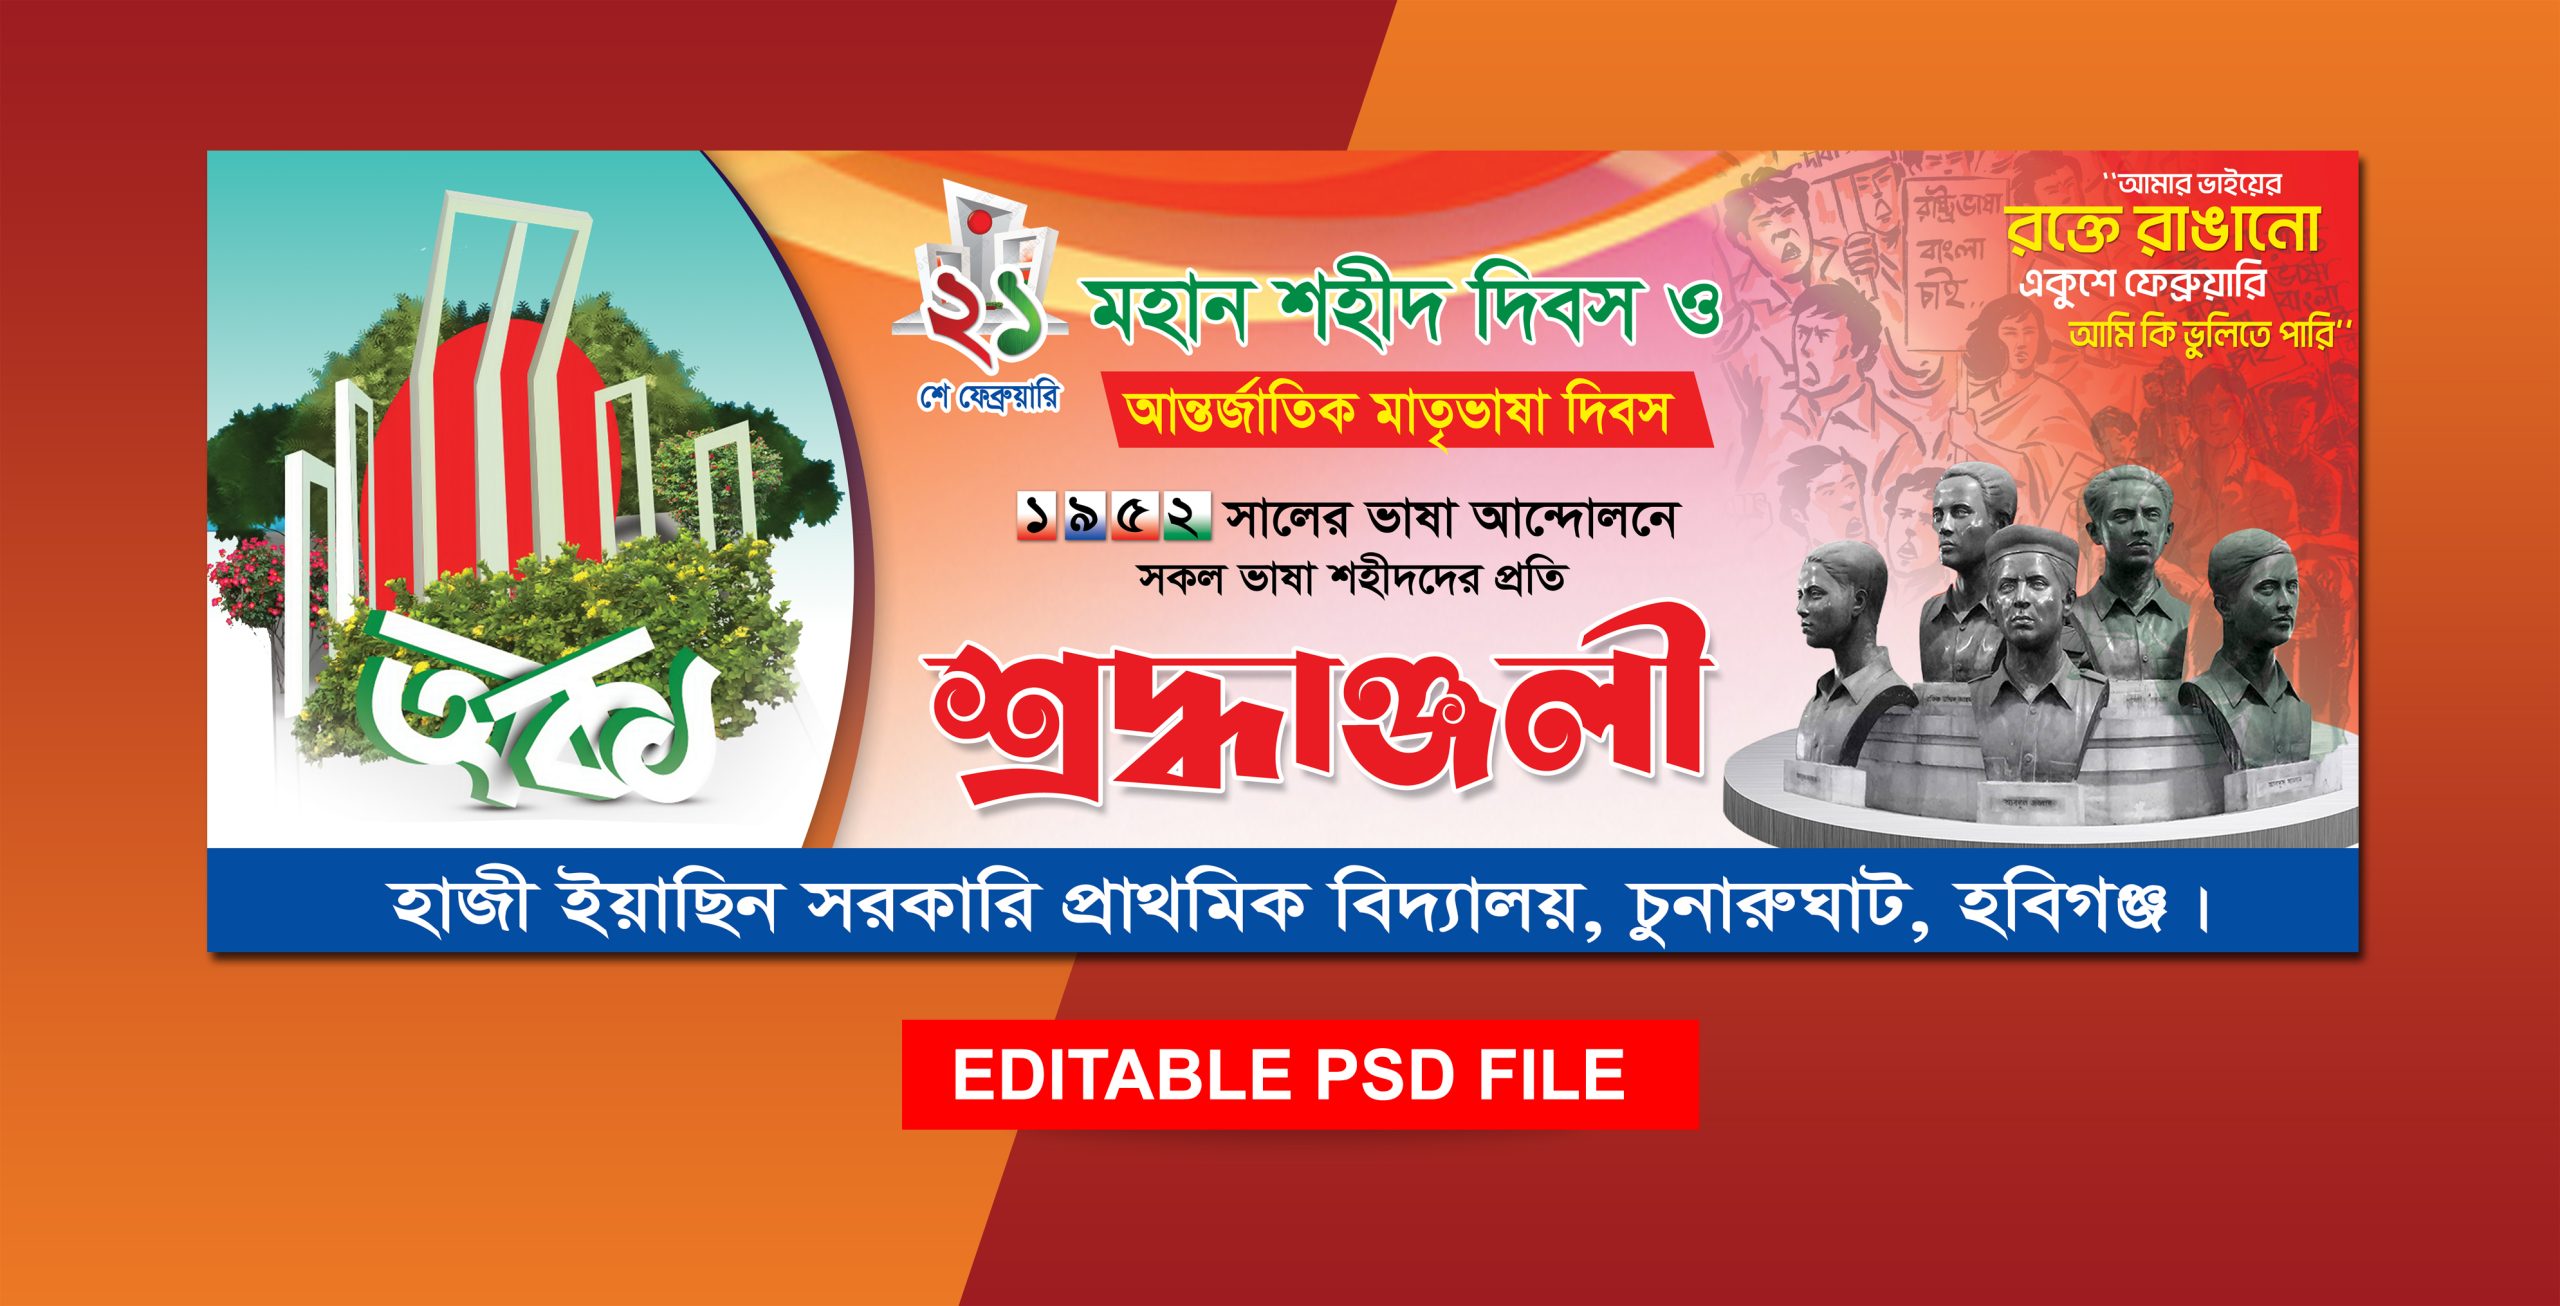 ২১
শে ফেব্রুয়ারি
মহান শহীদ দিবস ও
আন্তর্জাতিক মাতৃভাষা দিবস
১৯৫২ সালের ভাষা আন্দোলনে
সকল ভাষা শহীদদের প্রতি
শ্রদ্ধাঞ্জলী
"আমার ভাইয়ের
রক্তে রাঙানো
একুশে ফেব্রুয়ারি
আমি কি ভুলিতে পারি"
রাষ্ট্রভাষা
বাংলা
চাই..
ভাষা
বাংলা
হাজী ইয়াছিন সরকারি প্রাথমিক বিদ্যালয়, চুনারুঘাট, হবিগঞ্জ।
EDITABLE PSD FILE